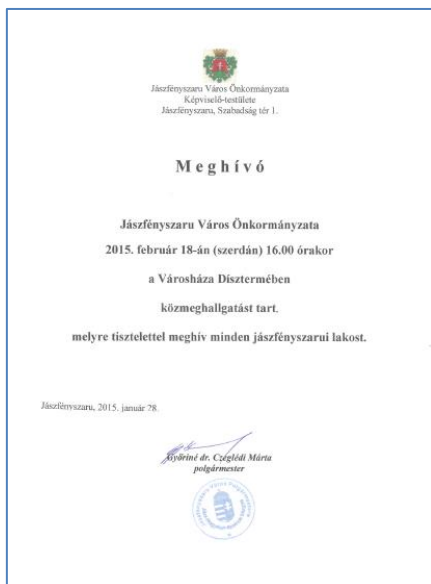 Jászfényszaru Város Önkormányzata
Képviselő-testülete
Jászfényszaru, Szabadság tér 1.
Meghívó
Jászfényszaru Város Önkormányzata
2015. február 18-án (szerdán) 16.00 órakor
a Városháza Dísztermében
közmeghallgatást tart.
melyre tisztelettel meghív minden jászfényszarui lakost.
Jászfényszaru, 2015. január 28
Győriné dr. Czeglédi Márta
polgármester